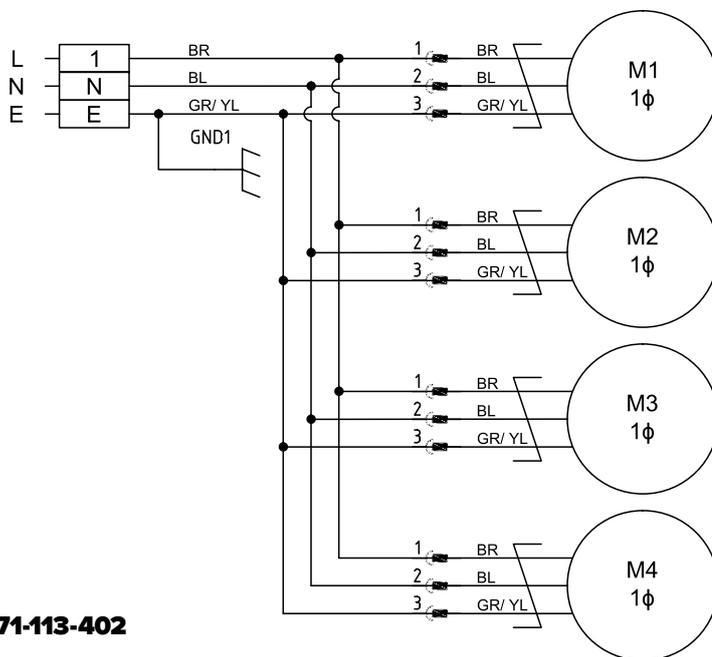 L 1 BR 1 BR
N N BL 2 BL
E E GR/ YL 3 GR/ YL
GND1
M1
1ϕ
1 BR
2 BL
3 GR/ YL
M2
1ϕ
1 BR
2 BL
3 GR/ YL
M3
1ϕ
1 BR
2 BL
3 GR/ YL
M4
1ϕ
71-113-402